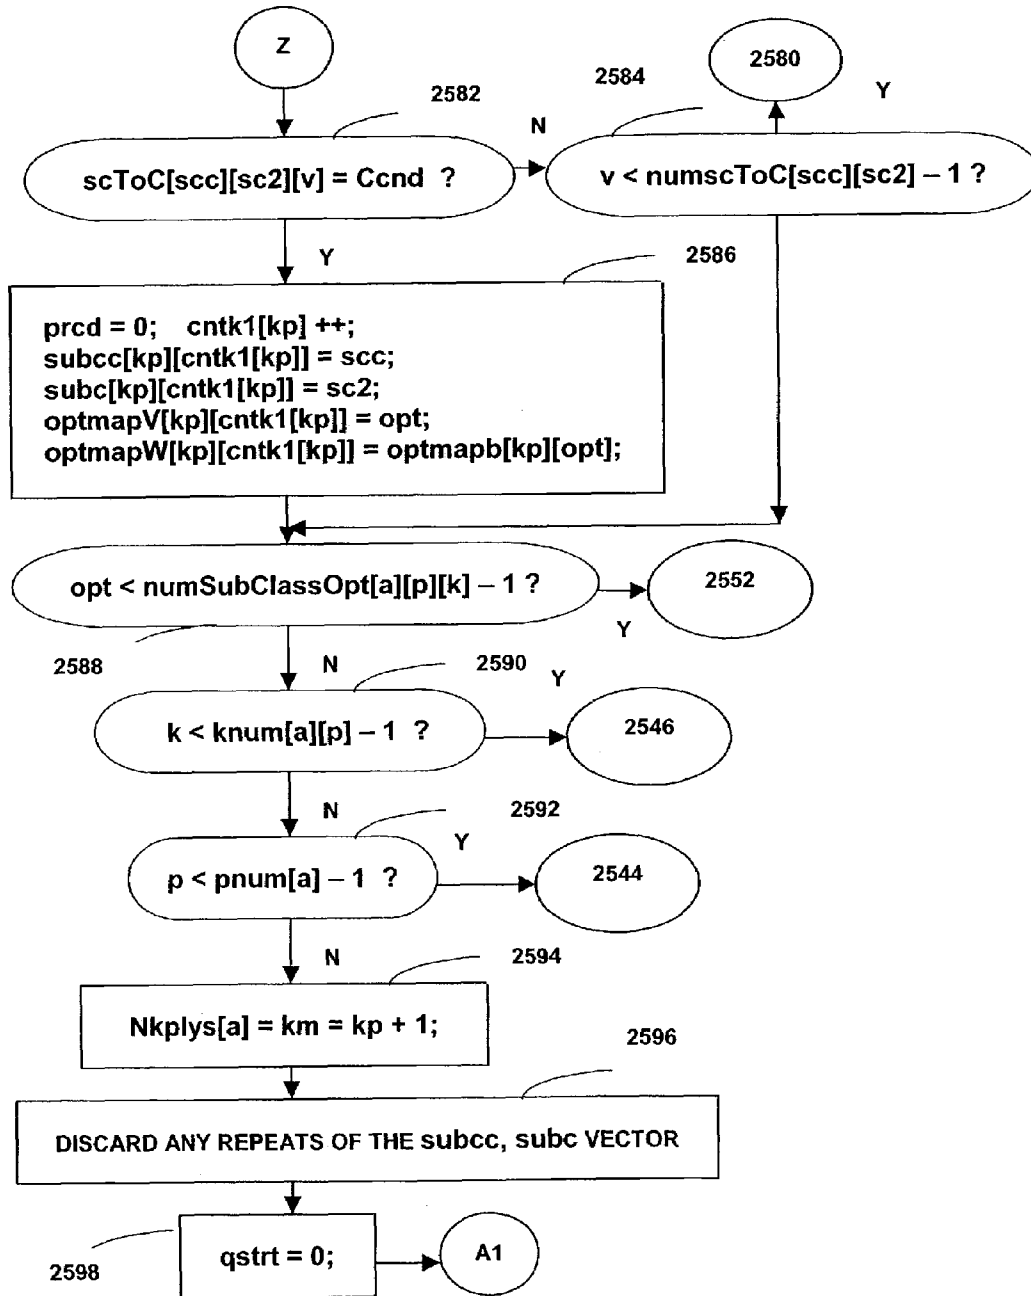 Z
2580
2582
2584
Y
N
scToC[scc][sc2][v] = Ccnd ?
v < numscToC[scc][sc2] – 1 ?
Y
2586
prcd = 0; cntk1[kp] ++;
subcc[kp][cntk1[kp]] = scc;
subc[kp][cntk1[kp]] = sc2;
optmapV[kp][cntk1[kp]] = opt;
optmapW[kp][cntk1[kp]] = optmapb[kp][opt];
opt < numSubClassOpt[a][p][k] – 1 ?
2552
Y
2588
N
2590
Y
k < knum[a][p] – 1 ?
2546
N
2592
Y
p < pnum[a] – 1 ?
2544
N
2594
Nkplys[a] = km = kp + 1;
2596
DISCARD ANY REPEATS OF THE subcc, subc VECTOR
qstrt = 0;
A1
2598